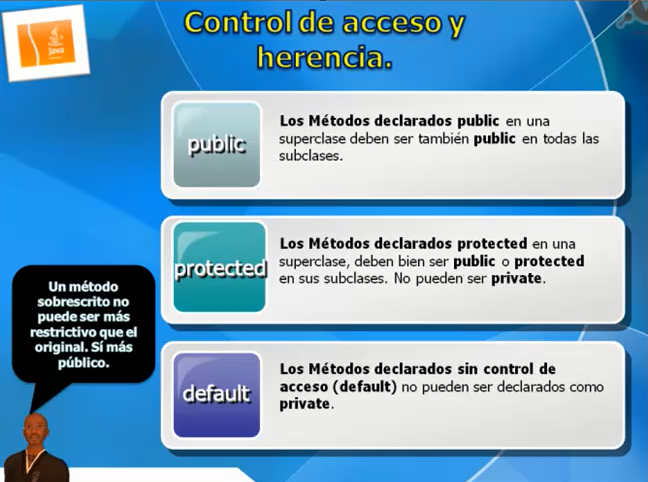 Control de acceso y
herencia.
Java
public
Los Métodos declarados public en una
superclase deben ser también public en todas las
subclases.
protected
Los Métodos declarados protected en una
superclase, deben bien ser public o protected
en sus subclases. No pueden ser private.
Un método
sobrescrito no
puede ser más
restrictivo que el
original. Sí más
público.
default
Los Métodos declarados sin control de
acceso (default) no pueden ser declarados como
private.